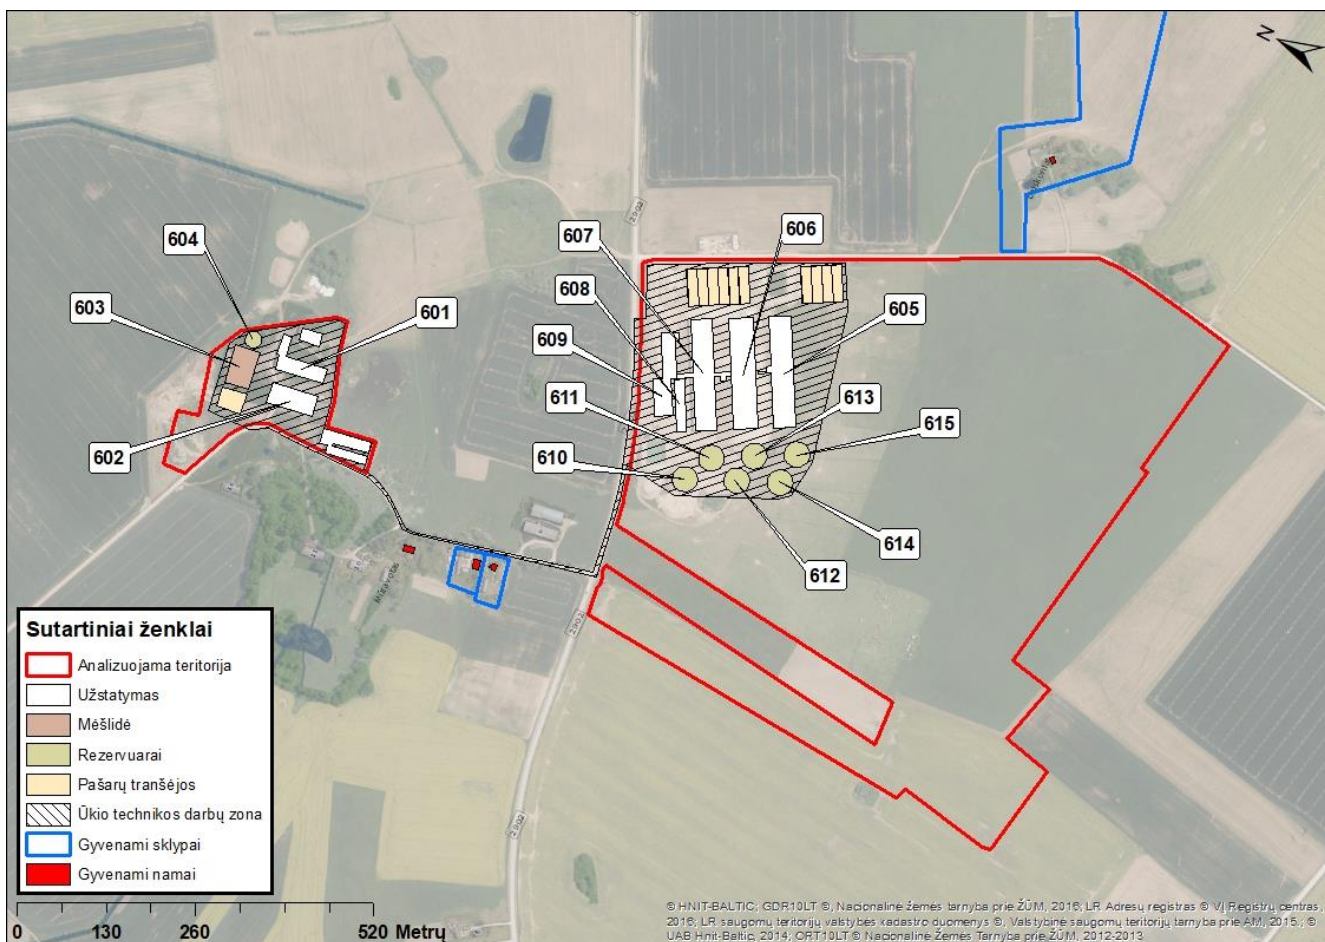 N
2902
604
607
606
608
603
601
605
609
611
613
615
602
610
614
612
Mūravotas
2902
2902
Sutartiniai ženklai
Analizuojama teritorija
Užstatymas
Mėšlidė
Rezervuarai
Pašarų tranšėjos
Ūkio technikos darbų zona
Gyvenami sklypai
Gyvenami namai
0 130 260 520 Metrų
© HNIT-BALTIC; GDR10LT ©, Nacionalinė žemės tarnyba prie ŽŪM, 2016; LR Adresų registras © VĮ Registrų centras,
2016; LR saugomų teritorijų valstybės kadastro duomenys ©, Valstybinė saugomų teritorijų tarnyba prie AM, 2015.; ©
UAB Hnit-Baltic, 2014; ORT10LT © Nacionalinė Žemės Tarnyba prie ŽŪM, 2012-2013